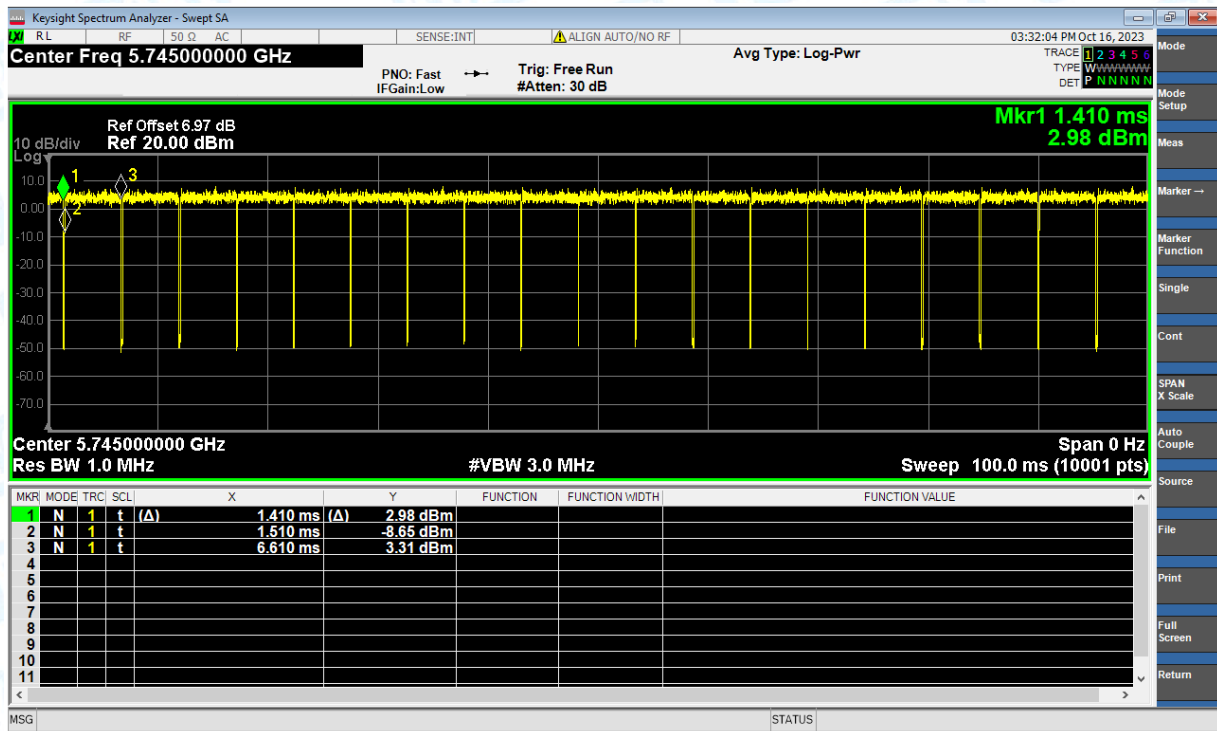 Keysight Spectrum Analyzer - Swept SA
LXI RL RF 50 Ω AC SENSE:INT ALIGN AUTO/NO RF 03:32:04 PM Oct 16, 2023
Center Freq 5.745000000 GHz
Avg Type: Log-Pwr
TRACE 1 2 3 4 5 6
TYPE WWWWWW
DET P N N N N N
PNO: Fast
IFGain:Low
Trig: Free Run
#Atten: 30 dB
Mkr1 1.410 ms
2.98 dBm
Ref Offset 6.97 dB
10 dB/div Ref 20.00 dBm
Log
1
3
2
10.0
0.00
-10.0
-20.0
-30.0
-40.0
-50.0
-60.0
-70.0
Center 5.745000000 GHz Span 0 Hz
Res BW 1.0 MHz #VBW 3.0 MHz Sweep 100.0 ms (10001 pts)
MKR MODE TRC SCL X Y FUNCTION FUNCTION WIDTH FUNCTION VALUE
1 N 1 t (Δ) 1.410 ms (Δ) 2.98 dBm
2 N 1 t 1.510 ms -8.65 dBm
3 N 1 t 6.610 ms 3.31 dBm
4
5
6
7
8
9
10
11
MSG STATUS
Mode
Mode
Setup
Meas
Marker →
Marker
Function
Single
Cont
SPAN
X Scale
Auto
Couple
Source
File
Print
Full
Screen
Return